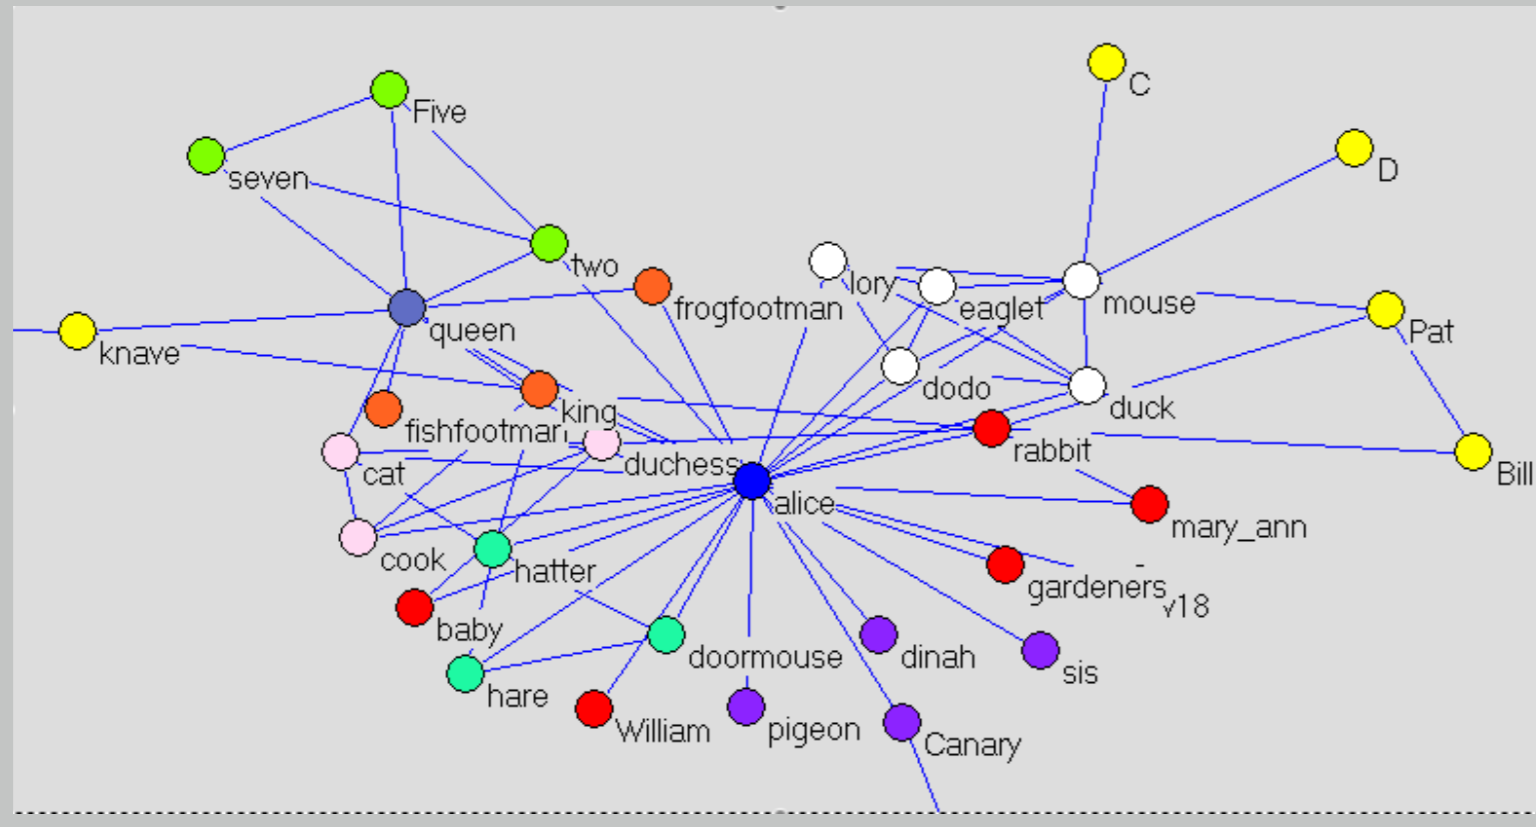 C
Five
D
seven
two
lory
frogfootman
eaglet
mouse
queen
Pat
knave
dodo
duck
king
fishfootman
rabbit
duchess
cat
Bill
alice
mary_ann
cook
hatter
gardeners
v18
baby
doormouse
dinah
sis
hare
William
pigeon
Canary